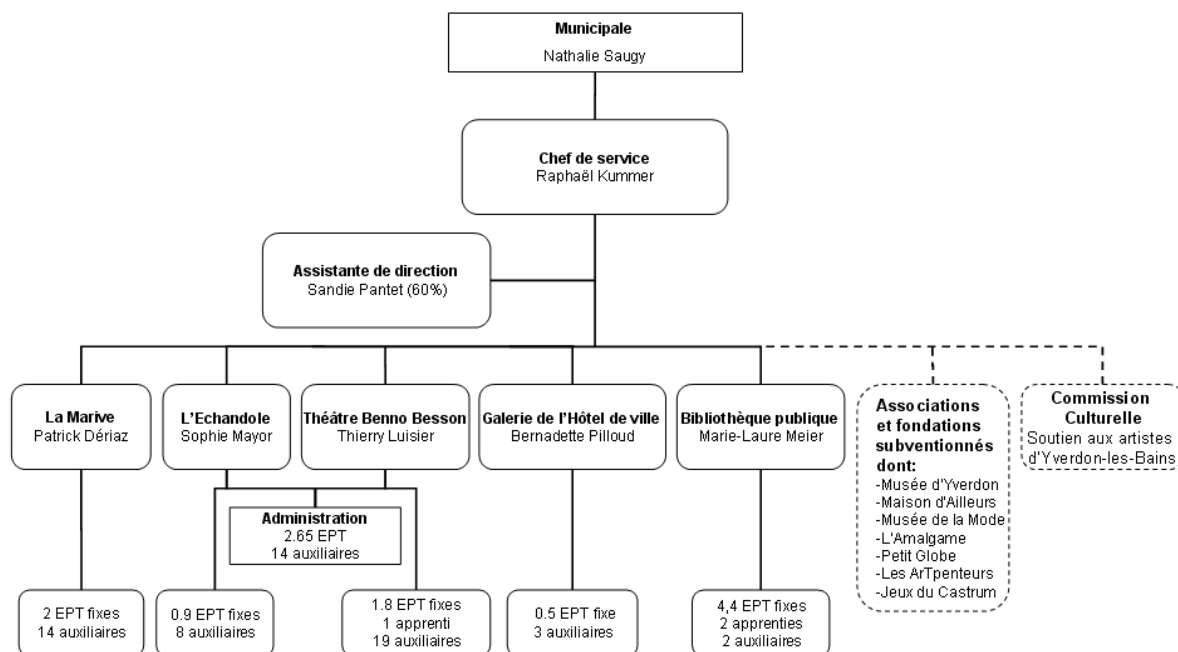 Municipale
Nathalie Saugy
Chef de service
Raphaël Kummer
Assistante de direction
Sandie Pantet (60%)
La Marive
Patrick Dériaz
L'Echandole
Sophie Mayor
Théâtre Benno Besson
Thierry Luisier
Galerie de l'Hôtel de ville
Bernadette Pilloud
Bibliothèque publique
Marie-Laure Meier
Associations
et fondations
subventionnés
dont:
-Musée d'Yverdon
-Maison d'Ailleurs
-Musée de la Mode
-L'Amalgame
-Petit Globe
-Les ArTpenteurs
-Jeux du Castrum
Commission
Culturelle
Soutien aux artistes
d'Yverdon-les-Bains
Administration
2.65 EPT
14 auxiliaires
2 EPT fixes
14 auxiliaires
0.9 EPT fixes
8 auxiliaires
1.8 EPT fixes
1 apprenti
19 auxiliaires
0.5 EPT fixe
3 auxiliaires
4,4 EPT fixes
2 apprenties
2 auxiliaires